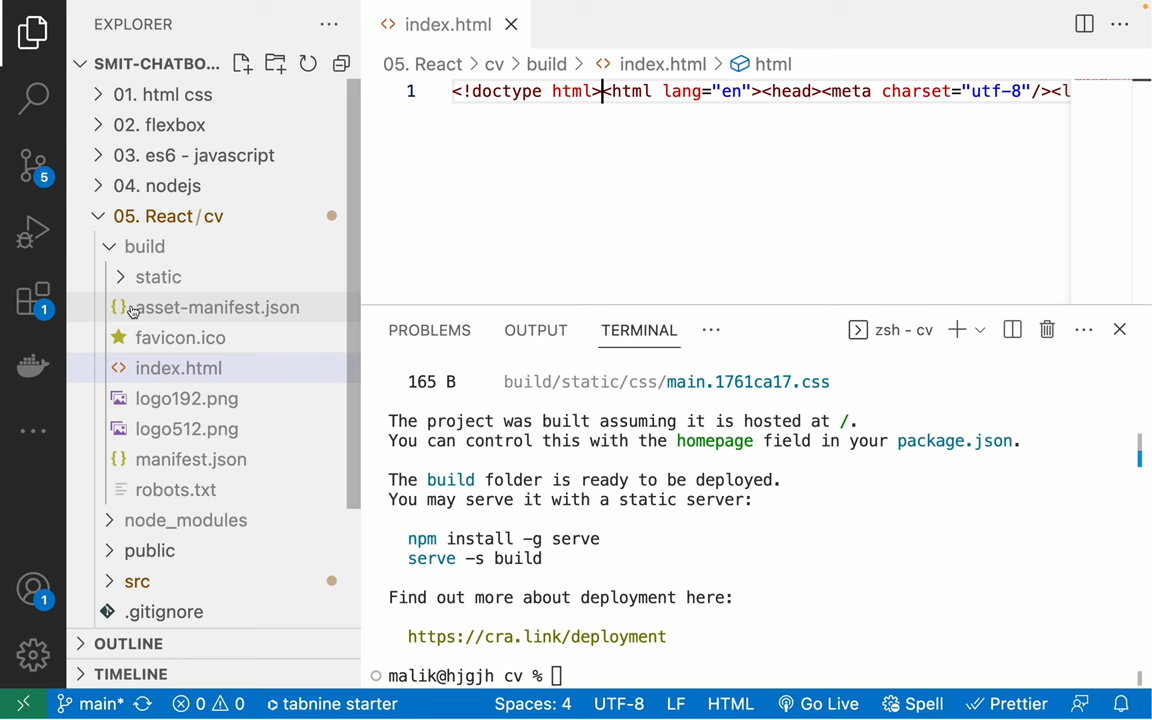 EXPLORER
SMIT-CHATBO...
01. html css
02. flexbox
03. es6 - javascript
04. nodejs
05. React/cv
build
static
asset-manifest.json
favicon.ico
index.html
logo192.png
logo512.png
manifest.json
robots.txt
node_modules
public
src
.gitignore
OUTLINE
TIMELINE
5
1
1
index.html
05. React > cv > build > index.html > html
1 <!doctype html><html lang="en"><head><meta charset="utf-8"/><l
PROBLEMS OUTPUT TERMINAL ... zsh - cv
165 B build/static/css/main.1761ca17.css
The project was built assuming it is hosted at /.
You can control this with the homepage field in your package.json.
The build folder is ready to be deployed.
You may serve it with a static server:
npm install -g serve
serve -s build
Find out more about deployment here:
https://cra.link/deployment
malik@hjgjh cv %
main* 0 0 tabnine starter Spaces: 4 UTF-8 LF HTML Go Live Spell Prettier